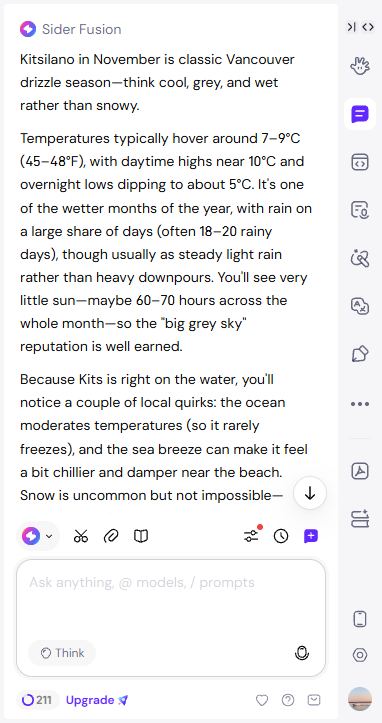 Sider Fusion
Kitsilano in November is classic Vancouver
drizzle season—think cool, grey, and wet
rather than snowy.
Temperatures typically hover around 7–9°C
(45–48°F), with daytime highs near 10°C and
overnight lows dipping to about 5°C. It's one
of the wetter months of the year, with rain on
a large share of days (often 18–20 rainy
days), though usually as steady light rain
rather than heavy downpours. You'll see very
little sun—maybe 60–70 hours across the
whole month—so the "big grey sky"
reputation is well earned.
Because Kits is right on the water, you'll
notice a couple of local quirks: the ocean
moderates temperatures (so it rarely
freezes), and the sea breeze can make it feel
a bit chillier and damper near the beach.
Snow is uncommon but not impossible—
Ask anything, @ models, / prompts
Think
211 Upgrade